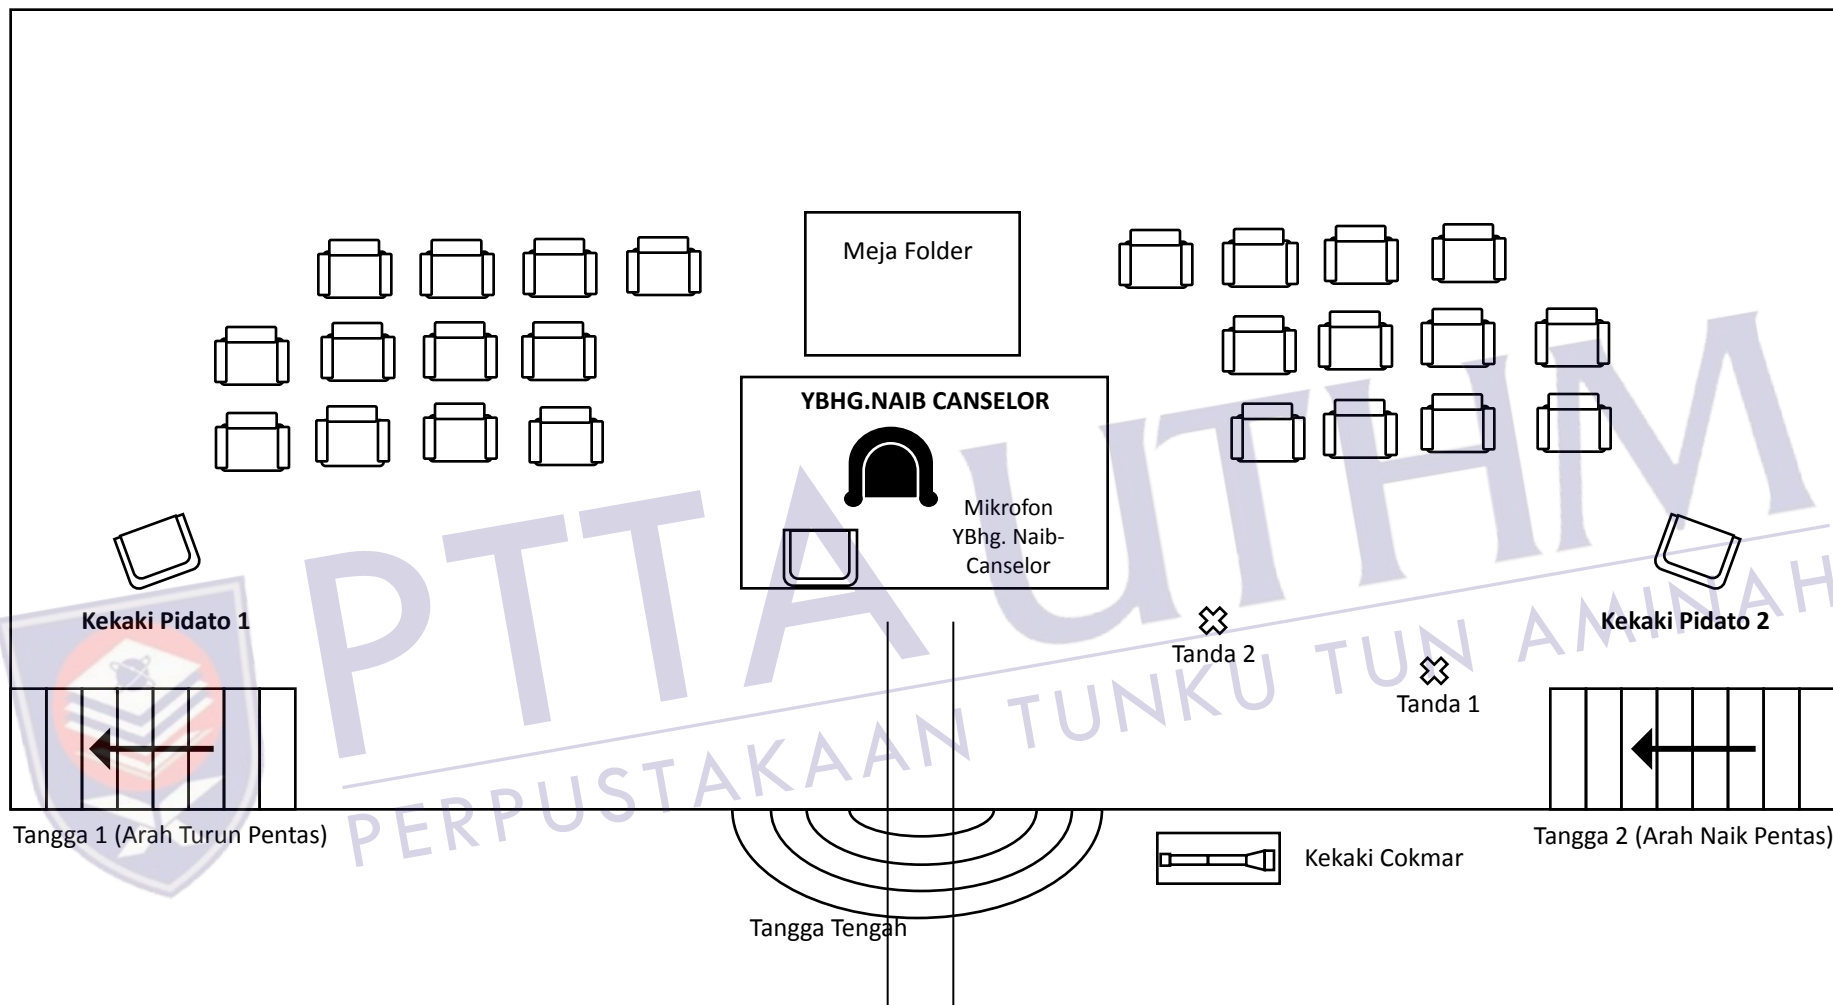 Meja Folder
YBHG.NAIB CANSELOR
Mikrofon
YBhg. Naib-
Canselor
Kekaki Pidato 1
Kekaki Pidato 2
Tanda 2
Tanda 1
Tangga 1 (Arah Turun Pentas)
Tangga 2 (Arah Naik Pentas)
Kekaki Cokmar
Tangga Tengah
PTTA UTHM
PERPUSTAKAAN TUNKU TUN AMINAH